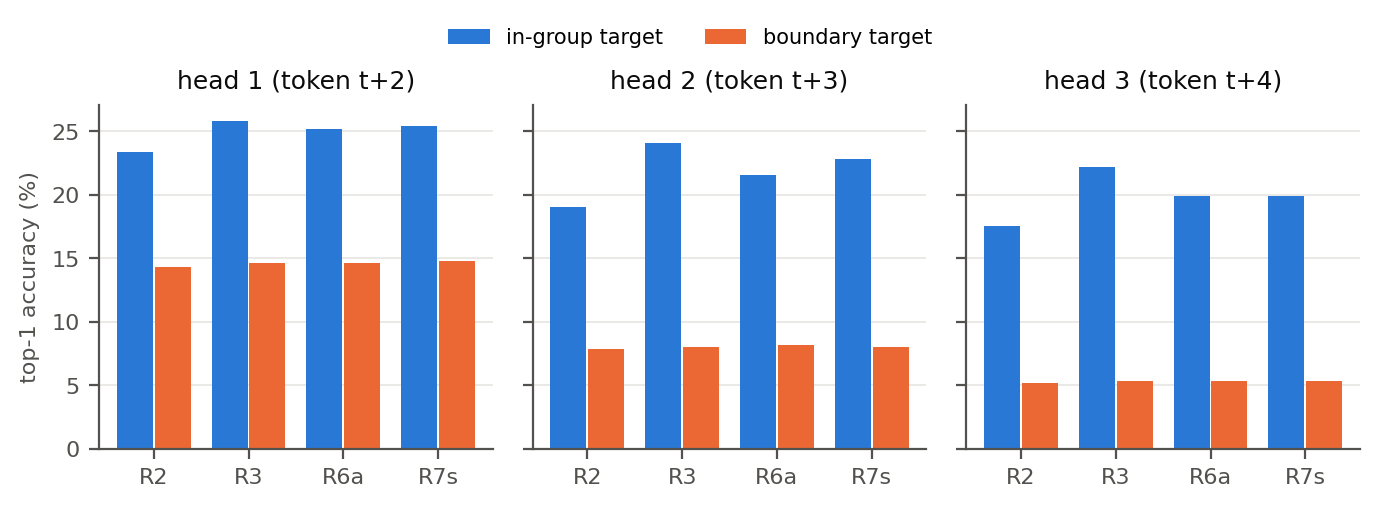 in-group target boundary target
head 1 (token t+2) head 2 (token t+3) head 3 (token t+4)
top-1 accuracy (%)
25
20
15
10
5
0
R2 R3 R6a R7s R2 R3 R6a R7s R2 R3 R6a R7s